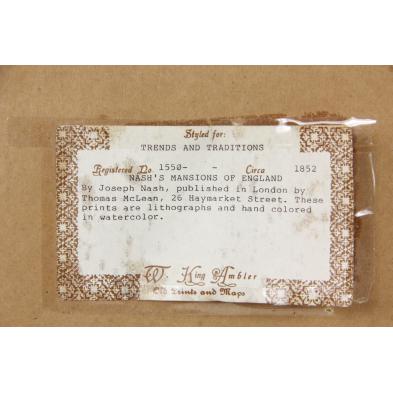 Styled for:
TRENDS AND TRADITIONS
Registered No 1550- - Circa 1852
NASH'S MANSIONS OF ENGLAND
By Joseph Nash, published in London by
Thomas McLean, 26 Haymarket Street. These
prints are lithographs and hand colored
in watercolor.
W. King Ambler
Old Prints and Maps